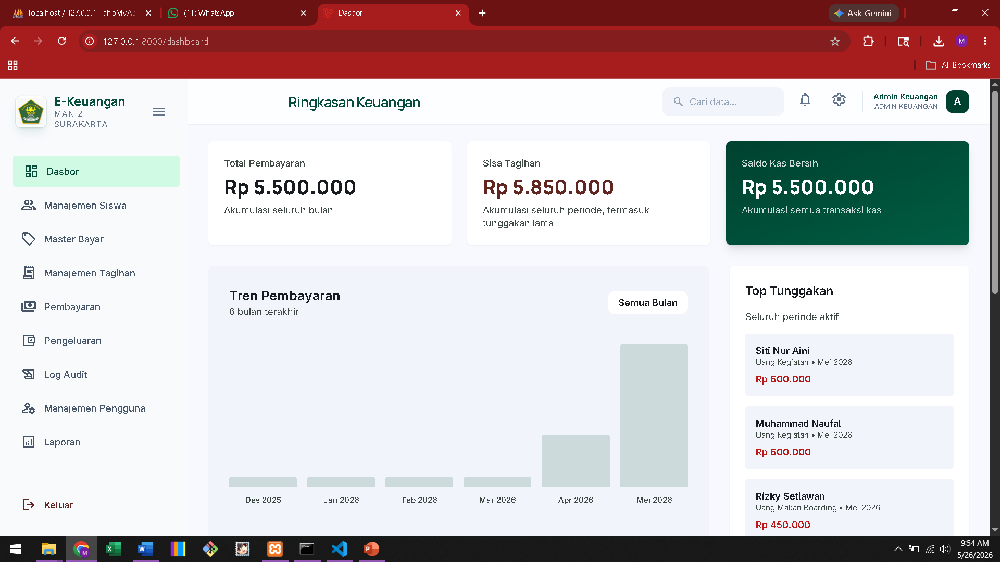 localhost / 127.0.0.1 | phpMyAd
(11) WhatsApp
Dasbor
Ask Gemini
127.0.0.1:8000/dashboard
M
All Bookmarks
E-Keuangan
MAN 2
SURAKARTA
Ringkasan Keuangan
Cari data...
Admin Keuangan
ADMIN KEUANGAN
A
Dasbor
Manajemen Siswa
Master Bayar
Manajemen Tagihan
Pembayaran
Pengeluaran
Log Audit
Manajemen Pengguna
Laporan
Keluar
Total Pembayaran
Rp 5.500.000
Akumulasi seluruh bulan
Sisa Tagihan
Rp 5.850.000
Akumulasi seluruh periode, termasuk
tunggakan lama
Saldo Kas Bersih
Rp 5.500.000
Akumulasi semua transaksi kas
Tren Pembayaran
6 bulan terakhir
Semua Bulan
Des 2025
Jan 2026
Feb 2026
Mar 2026
Apr 2026
Mei 2026
Top Tunggakan
Seluruh periode aktif
Siti Nur Aini
Uang Kegiatan • Mei 2026
Rp 600.000
Muhammad Naufal
Uang Kegiatan • Mei 2026
Rp 600.000
Rizky Setiawan
Uang Makan Boarding • Mei 2026
Rp 450.000
9:54 AM
5/26/2026